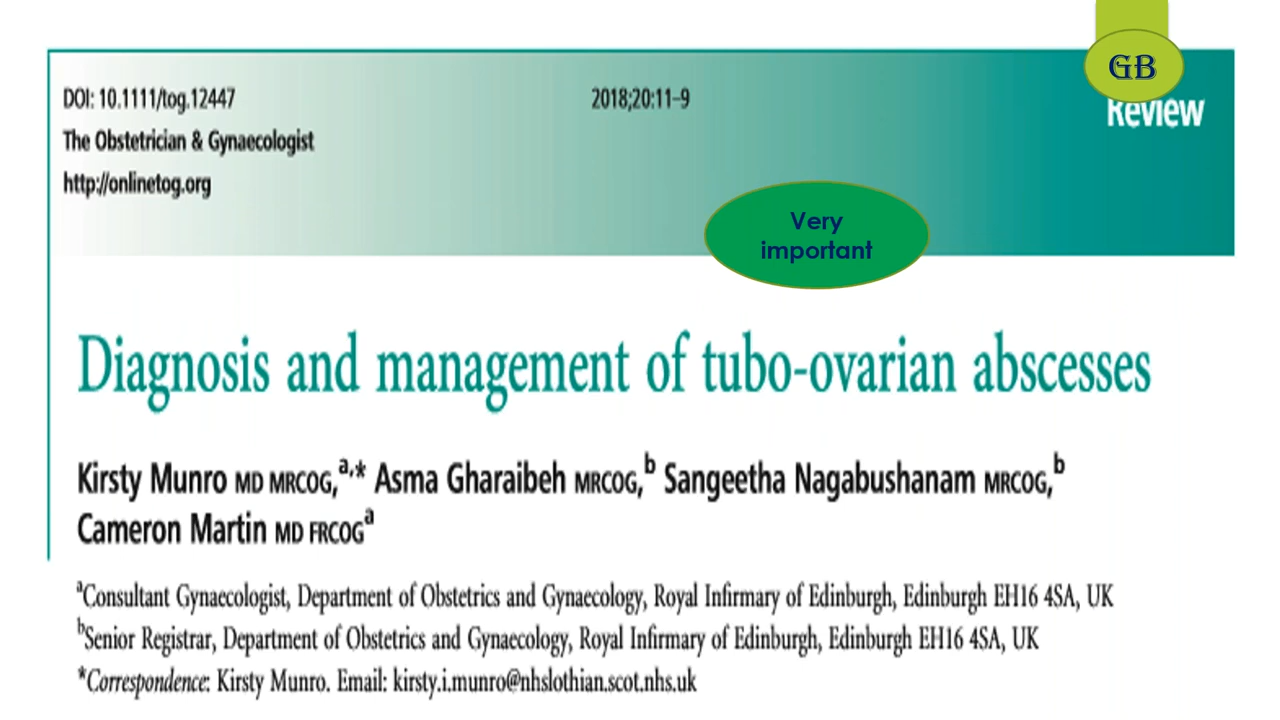 GB
DOI: 10.1111/tog.12447
2018;20:11–9
Review
The Obstetrician & Gynaecologist
http://onlinetog.org
Very
important
Diagnosis and management of tubo-ovarian abscesses
Kirsty Munro MD MRCOG,a,* Asma Gharaibeh MRCOG,b Sangeetha Nagabushanam MRCOG,b
Cameron Martin MD FRCOGa
aConsultant Gynaecologist, Department of Obstetrics and Gynaecology, Royal Infirmary of Edinburgh, Edinburgh EH16 4SA, UK
bSenior Registrar, Department of Obstetrics and Gynaecology, Royal Infirmary of Edinburgh, Edinburgh EH16 4SA, UK
*Correspondence: Kirsty Munro. Email: kirsty.i.munro@nhslothian.scot.nhs.uk